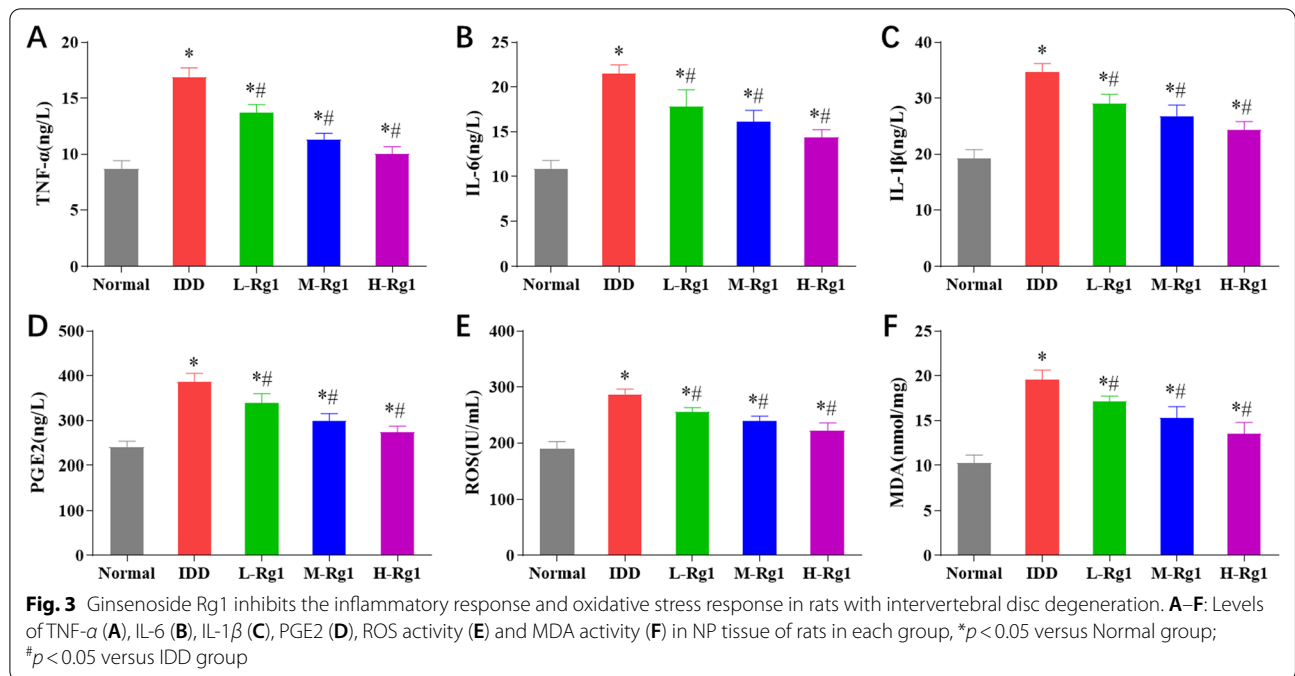 A
TNF-α(ng/L)
20
15
10
5
0
*
*#
*#
*#
Normal IDD L-Rg1 M-Rg1 H-Rg1
B
IL-6(ng/L)
25
20
15
10
5
0
*
*#
*#
*#
Normal IDD L-Rg1 M-Rg1 H-Rg1
C
IL-1β(ng/L)
40
30
20
10
0
*
*#
*#
*#
Normal IDD L-Rg1 M-Rg1 H-Rg1
D
PGE2(ng/L)
500
400
300
200
100
0
*
*#
*#
*#
Normal IDD L-Rg1 M-Rg1 H-Rg1
E
ROS(IU/mL)
400
300
200
100
0
*
*#
*#
*#
Normal IDD L-Rg1 M-Rg1 H-Rg1
F
MDA(mmol/mg)
25
20
15
10
5
0
*
*#
*#
*#
Normal IDD L-Rg1 M-Rg1 H-Rg1
Fig. 3 Ginsenoside Rg1 inhibits the inflammatory response and oxidative stress response in rats with intervertebral disc degeneration. A–F: Levels
of TNF-α (A), IL-6 (B), IL-1β (C), PGE2 (D), ROS activity (E) and MDA activity (F) in NP tissue of rats in each group, *p < 0.05 versus Normal group;
#p < 0.05 versus IDD group